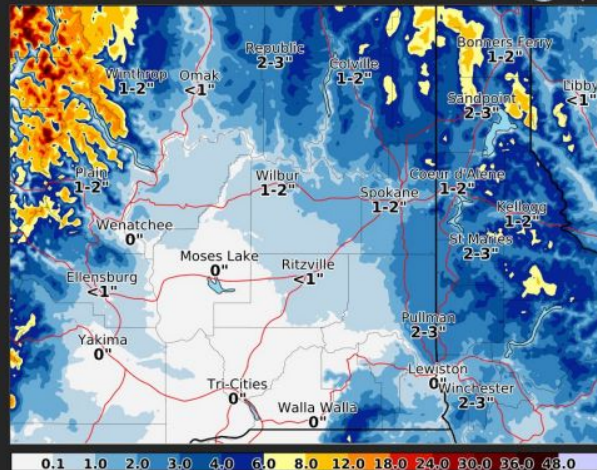 Bonners Ferry
1-2"
Republic
2-3"
Colville
1-2"
Winthrop
1-2"
Omak
<1"
Libby
<1"
Sandpoint
2-3"
Plain
1-2"
Wilbur
1-2"
Coeur d'Alene
1-2"
Spokane
1-2"
Kellogg
1-2"
Wenatchee
0"
St Maries
2-3"
Moses Lake
0"
Ritzville
<1"
Ellensburg
<1"
Pullman
2-3"
Yakima
0"
Lewiston
0"
Tri-Cities
0"
Winchester
2-3"
Walla Walla
0"
0.1 1.0 2.0 3.0 4.0 6.0 8.0 12.0 18.0 24.0 30.0 36.0 48.0